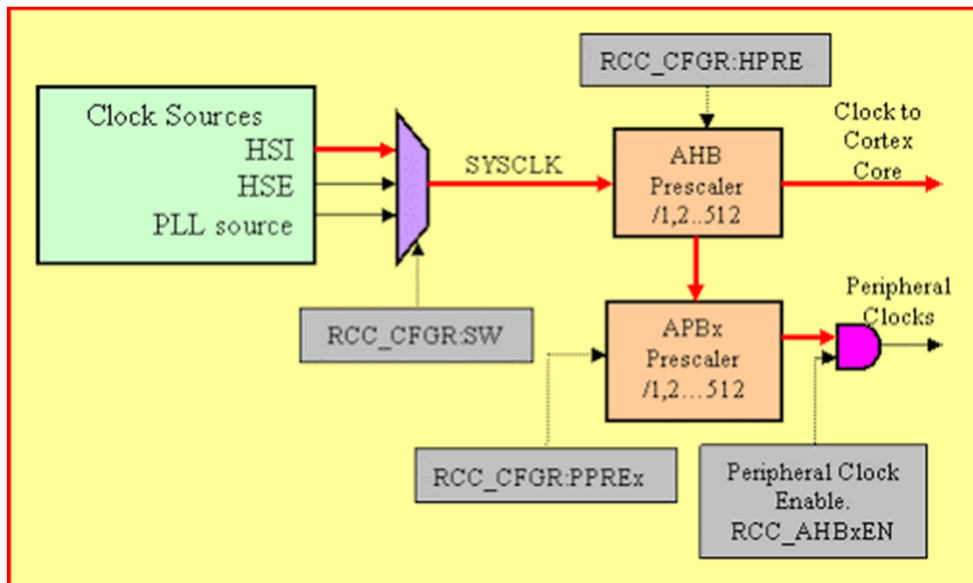 RCC_CFGR:HPRE
Clock Sources
HSI
HSE
PLL source
SYSCLK
AHB
Prescaler
/1,2..512
Clock to
Cortex
Core
RCC_CFGR:SW
APBx
Prescaler
/1,2...512
Peripheral
Clocks
RCC_CFGR:PPREx
Peripheral Clock
Enable.
RCC_AHBxEN